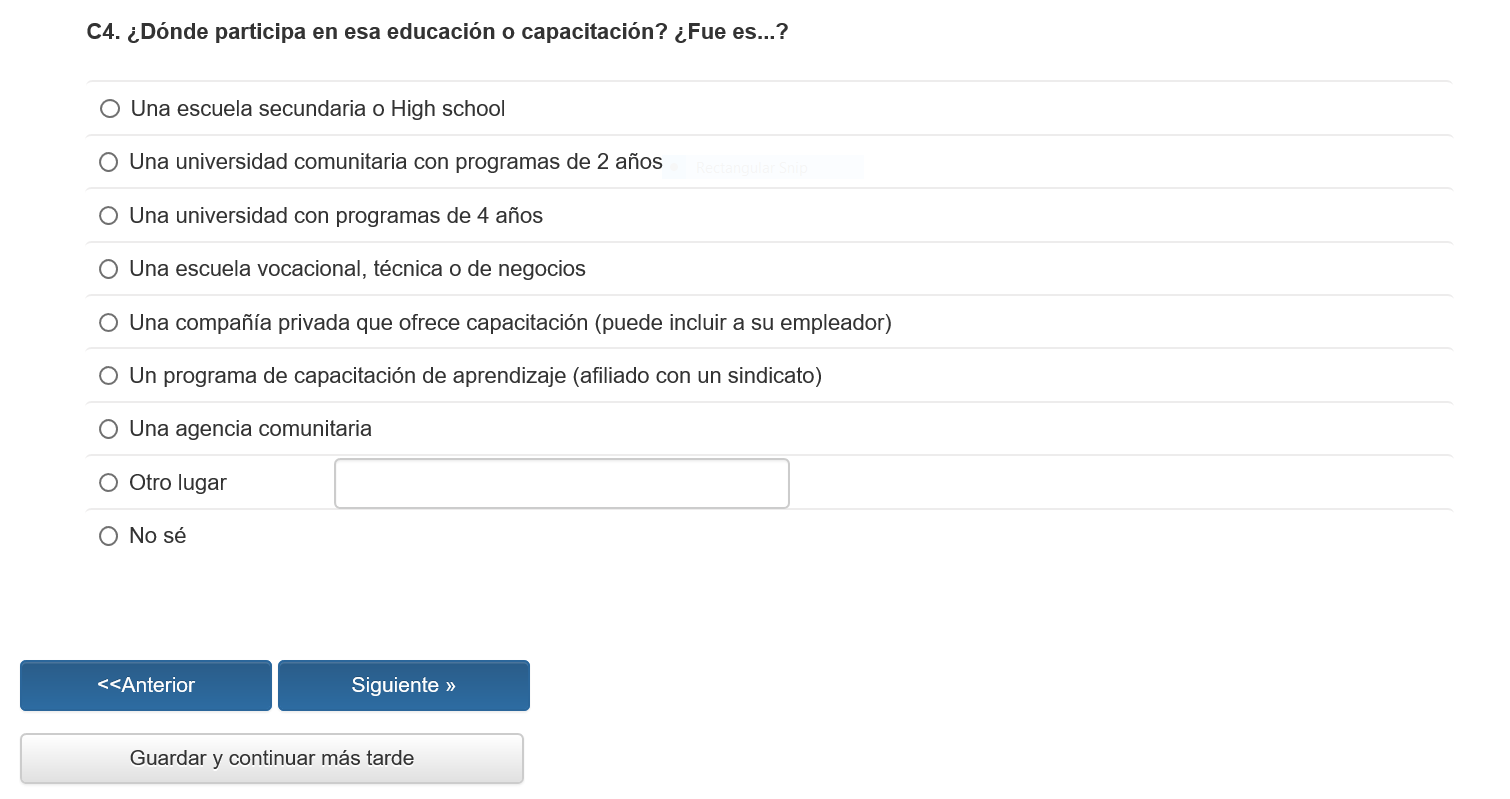 C4. ¿Dónde participa en esa educación o capacitación? ¿Fue es...?
Una escuela secundaria o High school
Una universidad comunitaria con programas de 2 años
Rectangular Snip
Una universidad con programas de 4 años
Una escuela vocacional, técnica o de negocios
Una compañía privada que ofrece capacitación (puede incluir a su empleador)
Un programa de capacitación de aprendizaje (afiliado con un sindicato)
Una agencia comunitaria
Otro lugar
No sé
<<Anterior
Siguiente »
Guardar y continuar más tarde